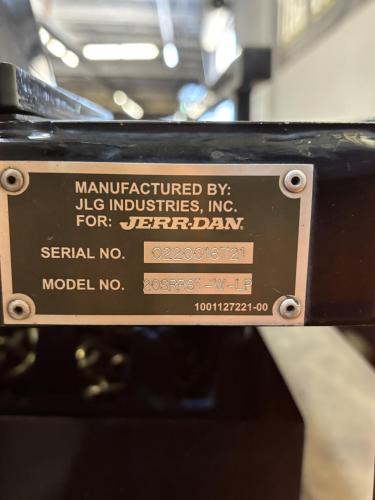 MANUFACTURED BY:
JLG INDUSTRIES, INC.
FOR: JERR-DAN.
SERIAL NO.
MODEL NO.
1001127221-00